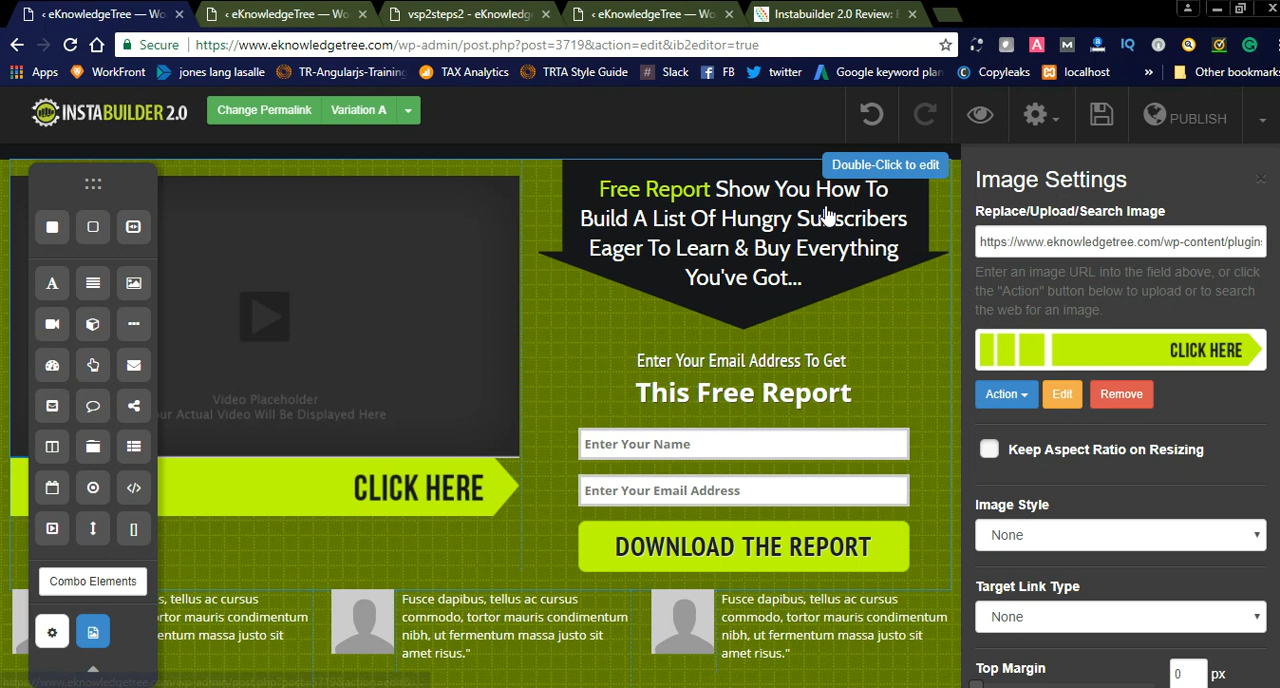 ‹ eKnowledgeTree — Wo
‹ eKnowledgeTree — Wo
vsp2steps2 - eKnowledg
‹ eKnowledgeTree — Wo
Instabuilder 2.0 Review:
Secure
https://www.eknowledgetree.com/wp-admin/post.php?post=3719&action=edit&ib2editor=true
Apps
WorkFront
jones lang lasalle
TR-Angularjs-Training
TAX Analytics
TRTA Style Guide
Slack
FB
twitter
Google keyword plan
Copyleaks
localhost
»
Other bookmarks
INSTABUILDER 2.0
Change Permalink
Variation A
PUBLISH
Double-Click to edit
Free Report Show You How To
Build A List Of Hungry Subscribers
Eager To Learn & Buy Everything
You've Got...
Video Placeholder
our Actual Video Will Be Displayed Here
CLICK HERE
Enter Your Email Address To Get
This Free Report
Enter Your Name
Enter Your Email Address
DOWNLOAD THE REPORT
Combo Elements
s, tellus ac cursus
rtor mauris condimentum
entum massa justo sit
Fusce dapibus, tellus ac cursus
commodo, tortor mauris condimentum
nibh, ut fermentum massa justo sit
amet risus."
Fusce dapibus, tellus ac cursus
commodo, tortor mauris condimentum
nibh, ut fermentum massa justo sit
amet risus."
Image Settings
Replace/Upload/Search Image
https://www.eknowledgetree.com/wp-content/plugin
Enter an image URL into the field above, or click
the "Action" button below to upload or to search
the web for an image.
CLICK HERE
Action
Edit
Remove
Keep Aspect Ratio on Resizing
Image Style
None
Target Link Type
None
Top Margin
0
px